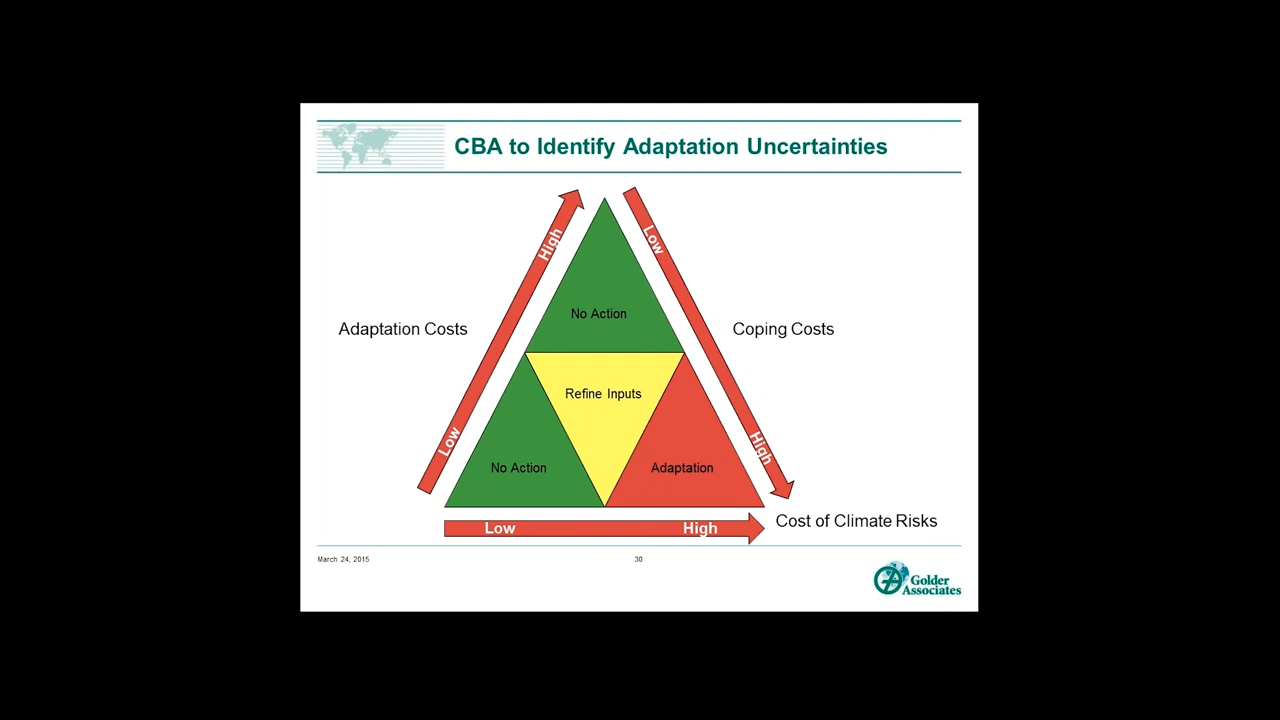 CBA to Identify Adaptation Uncertainties
High
Low
No Action
Adaptation Costs
Coping Costs
Refine Inputs
Low
High
No Action
Adaptation
Low
High
Cost of Climate Risks
March 24, 2015
30
Golder
Associates